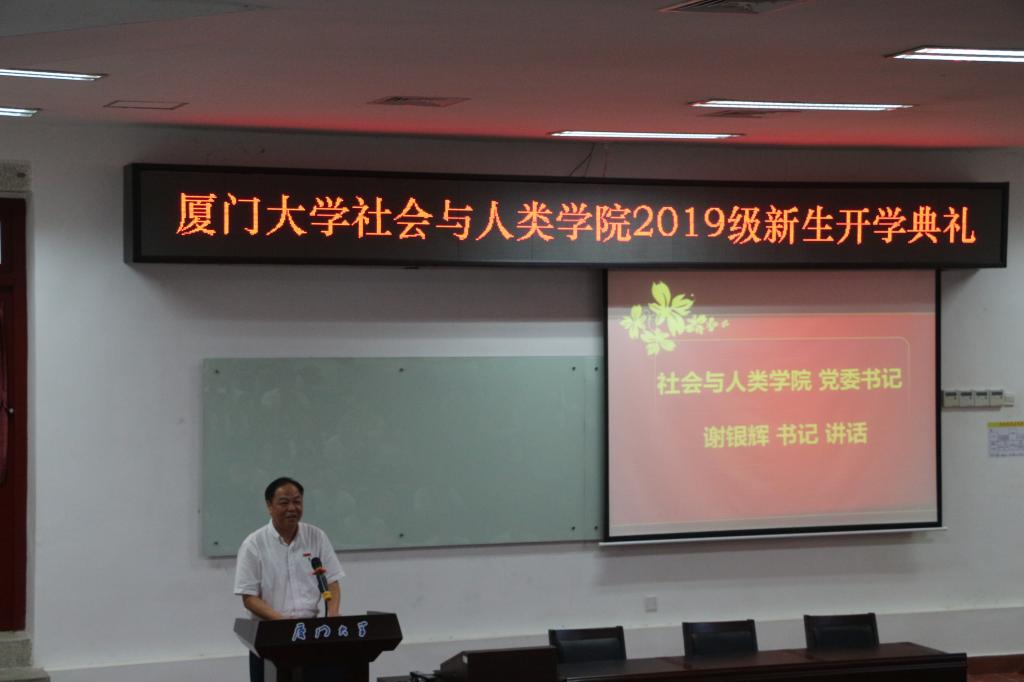 厦门大学社会与人类学院2019级新生开学典礼
社会与人类学院 党委书记
谢银辉 书记 讲话
厦门大学